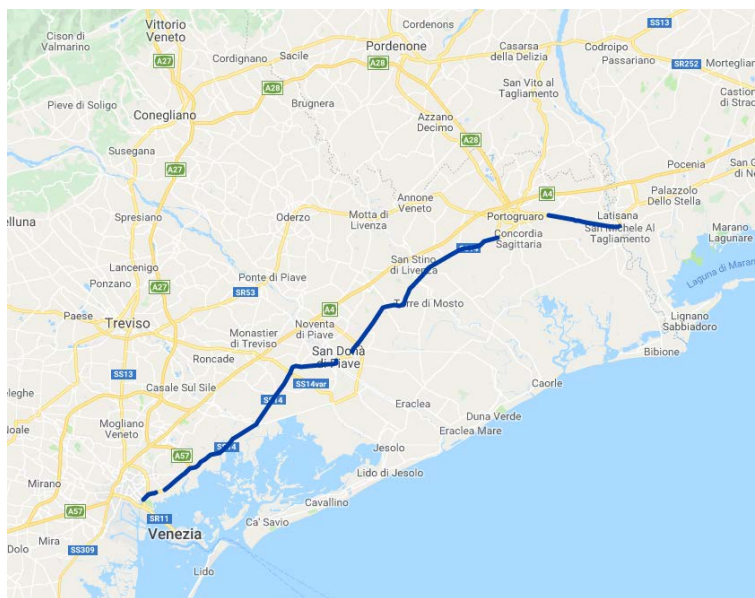 Vittorio
Veneto
Cison di
Valmarino
A27
Cordignano
Sacile
Pordenone
A28
Cordenons
Casarsa
della Delizia
SS13
Codroipo
Passariano
SR252
Mortegli
Castion
di Stra
San Vito al
Tagliamento
Brugnera
A28
Azzano
Decimo
A28
Pieve di Soligo
Conegliano
Susegana
A27
Pocenia
San G
di N
Palazzolo
Dello Stella
elluna
Spresiano
Oderzo
Motta di
Livenza
Annone
Veneto
Portogruaro
A4
Latisana
San Michele Al
Tagliamento
Marano
Lagunare
Concordia
Sagittaria
Lancenigo
Ponzano
A27
Ponte di Piave
SR53
San Stino
di Livenza
Laguna di Maran
Paese
Treviso
A4
Torre di Mosto
Lignano
Sabbiadoro
Bibione
Monastier
di Treviso
Noventa
di Piave
Roncade
San Donà
di Piave
SS14var
SS13
Casale Sul Sile
SS14
Caorle
Eraclea
Duna Verde
Eraclea Mare
eleghe
Noale
Mogliano
Veneto
A57
SS14
Jesolo
Lido di Jesolo
Mirano
A57
Cavallino
Ca' Savio
SR11
Venezia
Dolo
Mira
SS309
Lido